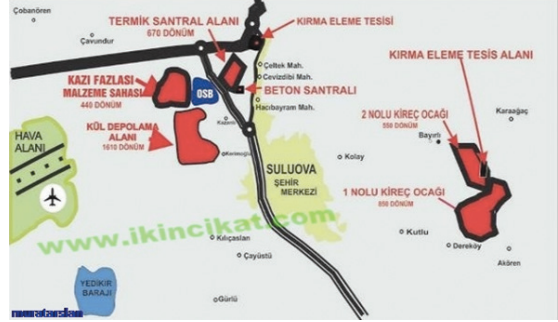 Çobanören
Çavundur
TERMİK SANTRAL ALANI
670 DÖNÜM
KIRMA ELEME TESİSİ
KIRMA ELEME TESİS ALANI
KAZI FAZLASI
MALZEME SAHASI
440 DÖNÜM
OSB
Çeltek Mah.
Cevizdibi Mah.
BETON SANTRALI
Hacıbayram Mah.
KÜL DEPOLAMA
ALANI
1610 DÖNÜM
HAVA
ALANI
SULUOVA
ŞEHİR
MERKEZİ
Kolay
2 NOLU KİREÇ OCAĞI
550 DÖNÜM
Karaağaç
Bayırlı
1 NOLU KİREÇ OCAĞI
850 DÖNÜM
www.ikincikat.com
Kılıçaslan
Çayüstü
Gürlü
Kutlu
Dereköy
Akören
YEDİKIR
BARAJI
muratarslan